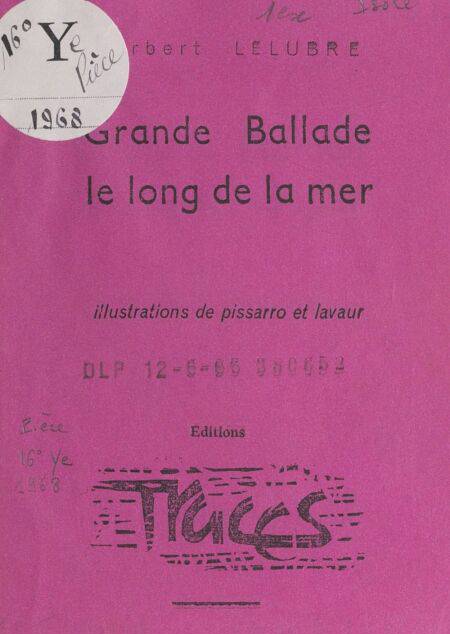 1ex
16° Ye
Pièce
1968
rbert LELUBRE
Grande Ballade
le long de la mer
illustrations de pissarro et lavaur
DLP 12-6-
Editions
Pièce
16° Ye
1968
Traces